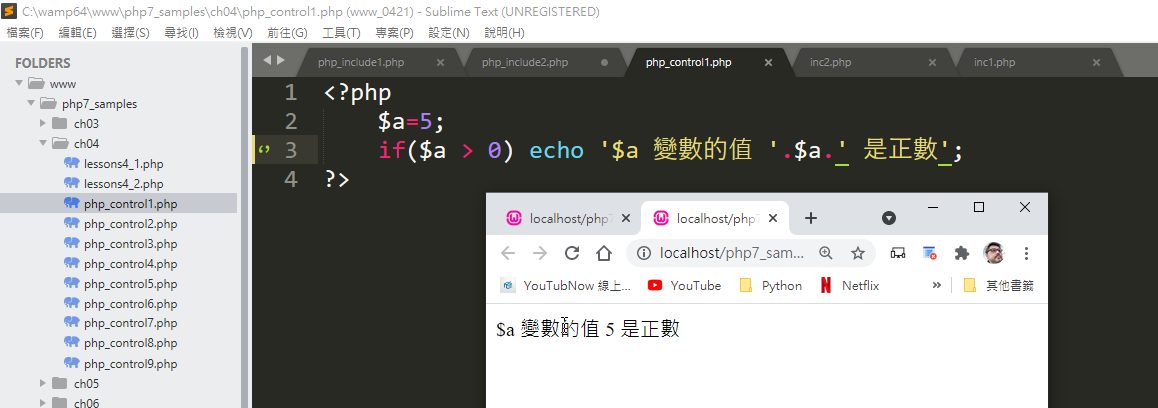 C:\wamp64\www\php7_samples\ch04\php_control1.php (www_0421) - Sublime Text (UNREGISTERED)
檔案(F) 編輯(E) 選擇(S) 尋找(I) 檢視(V) 前往(G) 工具(T) 專案(P) 設定(N) 說明(H)
FOLDERS
www
php7_samples
ch03
ch04
lessons4_1.php
lessons4_2.php
php_control1.php
php_control2.php
php_control3.php
php_control4.php
php_control5.php
php_control6.php
php_control7.php
php_control8.php
php_control9.php
ch05
ch06
php_include1.php php_include2.php php_control1.php inc2.php inc1.php
1 <?php
2 $a=5;
3 if($a > 0) echo '$a 變數的值 '.$a.' 是正數';
4 ?>
localhost/php7 localhost/php7
localhost/php7_sam...
YouTubNow 線上... YouTube Python Netflix » 其他書籤
$a 變數的值 5 是正數